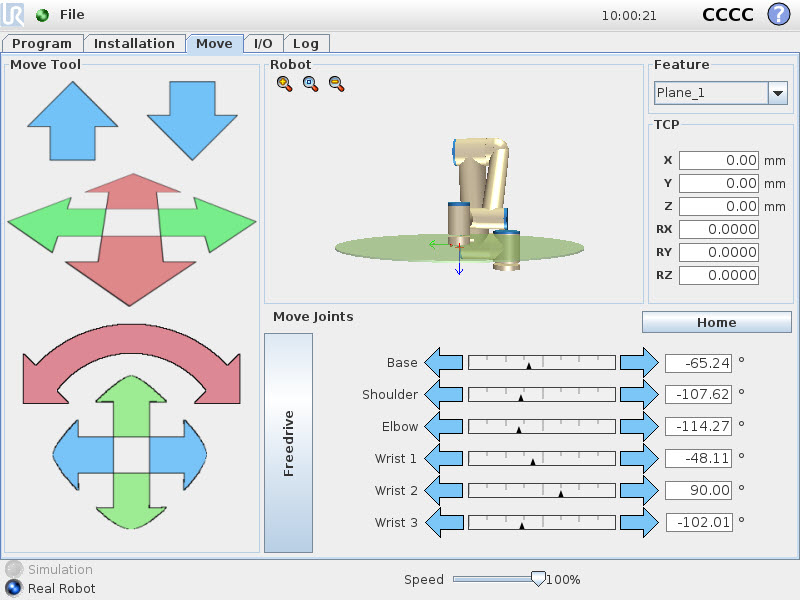 UR File 10:00:21 CCCC ?
Program Installation Move I/O Log
Move Tool
Robot
Feature
Plane_1
TCP
X 0.00 mm
Y 0.00 mm
Z 0.00 mm
RX 0.0000
RY 0.0000
RZ 0.0000
Move Joints
Home
Freedrive
Base -65.24 °
Shoulder -107.62 °
Elbow -114.27 °
Wrist 1 -48.11 °
Wrist 2 90.00 °
Wrist 3 -102.01 °
Simulation
Real Robot
Speed 100%